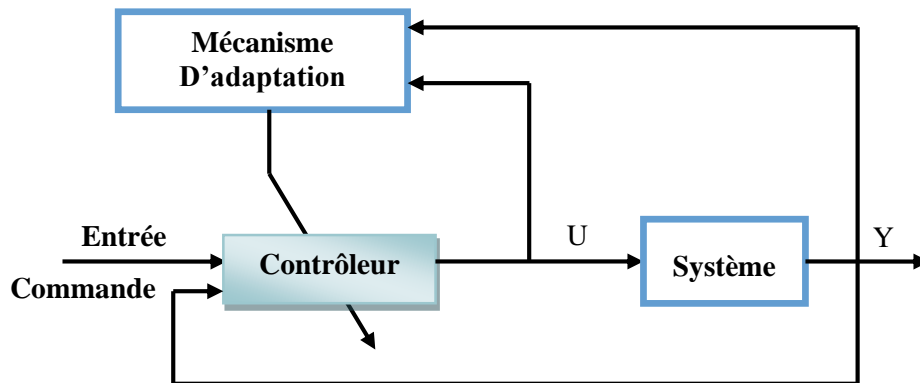 Mécanisme
D'adaptation
Entrée
Commande
Contrôleur
U
Système
Y